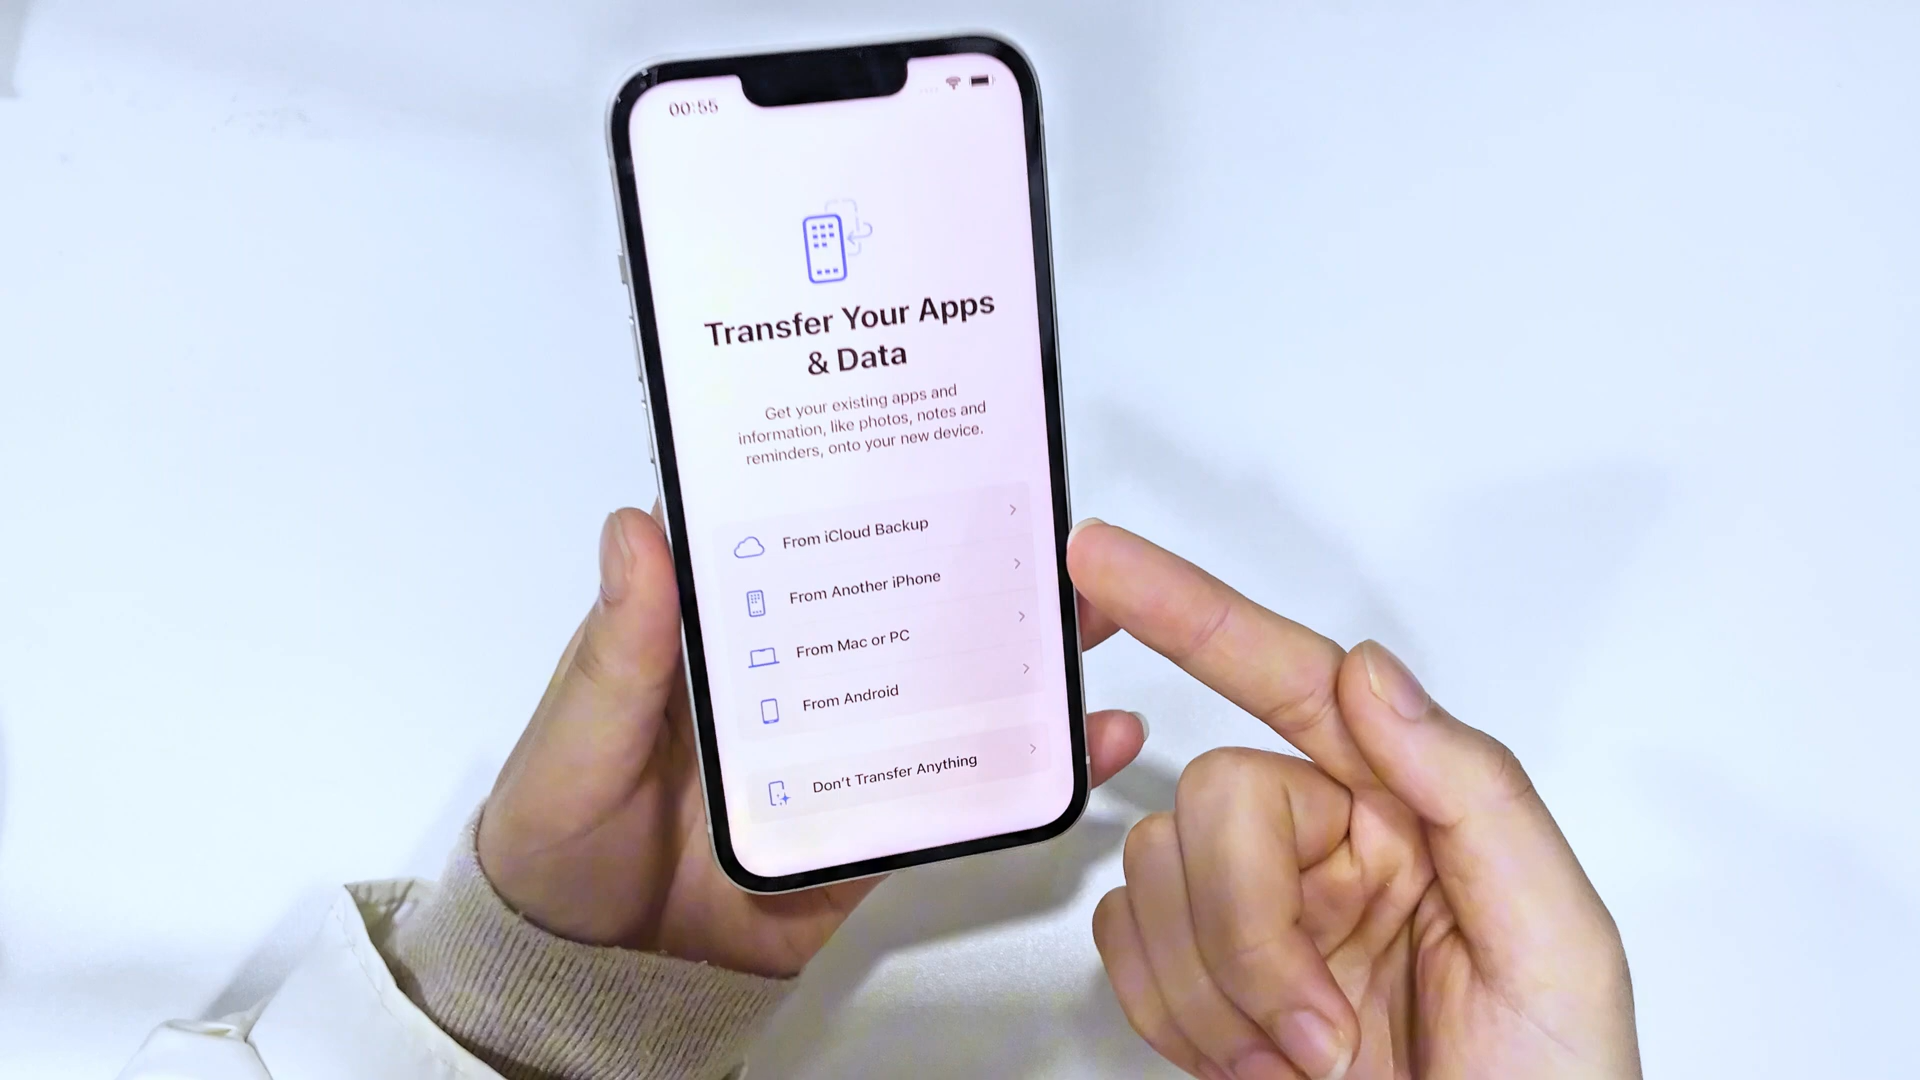 00:55
Transfer Your Apps
& Data
Get your existing apps and
information, like photos, notes and
reminders, onto your new device.
From iCloud Backup
From Another iPhone
From Mac or PC
From Android
Don't Transfer Anything